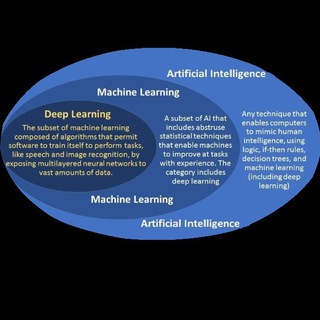 Artificial Intelligence
Machine Learning
Deep Learning
The subset of machine learning
composed of algorithms that permit
software to train itself to perform tasks,
like speech and image recognition, by
exposing multilayered neural networks to
vast amounts of data.
A subset of AI that
includes abstruse
statistical techniques
that enable machines
to improve at tasks
with experience. The
category includes
deep learning
Any technique that
enables computers
to mimic human
intelligence, using
logic, if-then rules,
decision trees, and
machine learning
(including deep
learning)
Machine Learning
Artificial Intelligence